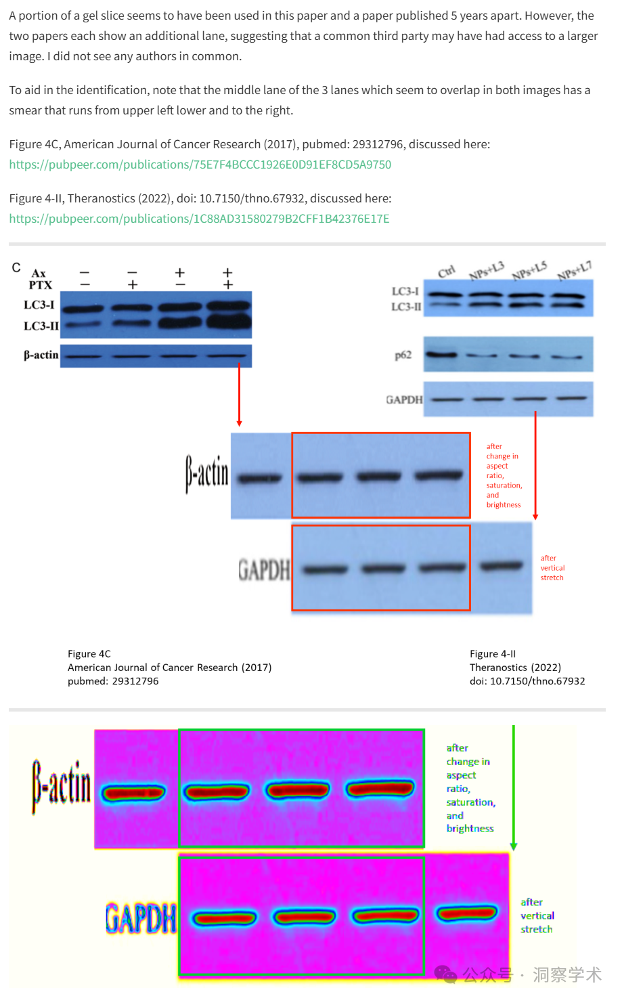 A portion of a gel slice seems to have been used in this paper and a paper published 5 years apart. However, the
two papers each show an additional lane, suggesting that a common third party may have had access to a larger
image. I did not see any authors in common.
To aid in the identification, note that the middle lane of the 3 lanes which seem to overlap in both images has a
smear that runs from upper left lower and to the right.
Figure 4C, American Journal of Cancer Research (2017), pubmed: 29312796, discussed here:
https://pubpeer.com/publications/75E7F4BCCC1926E0D91EF8CD5A9750
Figure 4-II, Theranostics (2022), doi: 10.7150/thno.67932, discussed here:
https://pubpeer.com/publications/1C88AD31580279B2CFF1B42376E17E
C
Ax − − + +
PTX − + − +
LC3-I
LC3-II
β-actin
Ctrl NPs+L3 NPs+L5 NPs+L7
LC3-I
LC3-II
p62
GAPDH
β-actin
after
change in
aspect
ratio,
saturation,
and
brightness
GAPDH
after
vertical
stretch
Figure 4C
American Journal of Cancer Research (2017)
pubmed: 29312796
Figure 4-II
Theranostics (2022)
doi: 10.7150/thno.67932
β-actin
after
change in
aspect
ratio,
saturation,
and
brightness
GAPDH
after
vertical
stretch
公众号 · 洞察学术